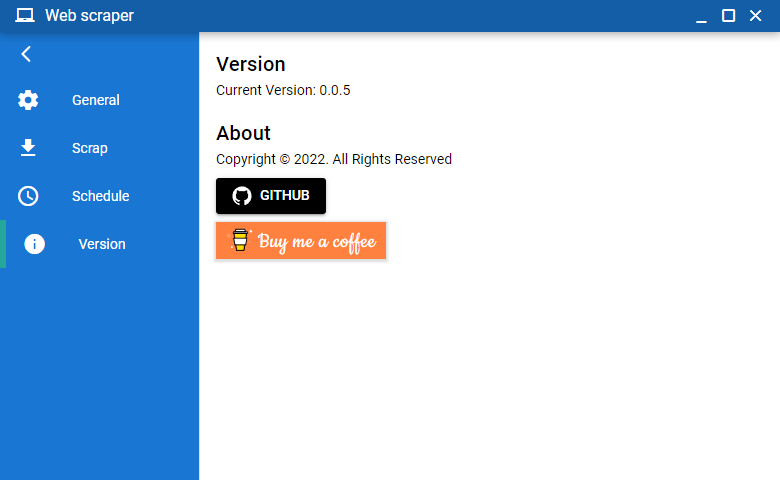 Web scraper
General
Scrap
Schedule
Version
Version
Current Version: 0.0.5
About
Copyright © 2022. All Rights Reserved
GITHUB
Buy me a coffee